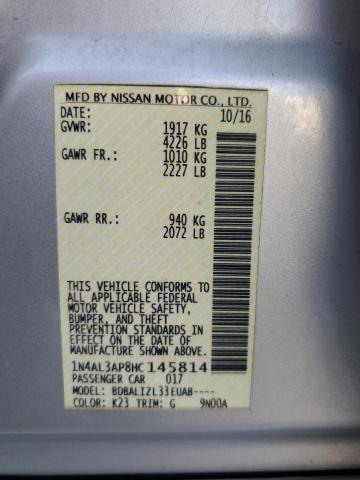 MFD BY NISSAN MOTOR CO., LTD.
DATE: 10/16
GVWR: 1917 KG
4226 LB
GAWR FR.: 1010 KG
2227 LB
GAWR RR.: 940 KG
2072 LB
THIS VEHICLE CONFORMS TO
ALL APPLICABLE FEDERAL
MOTOR VEHICLE SAFETY,
BUMPER, AND THEFT
PREVENTION STANDARDS IN
EFFECT ON THE DATE OF
MANUFACTURE SHOWN ABOVE.
1N4AL3AP8HC145814
PASSENGER CAR 017
MODEL: BDBALIZL33EUAB----
COLOR: K23 TRIM: G 9N00A